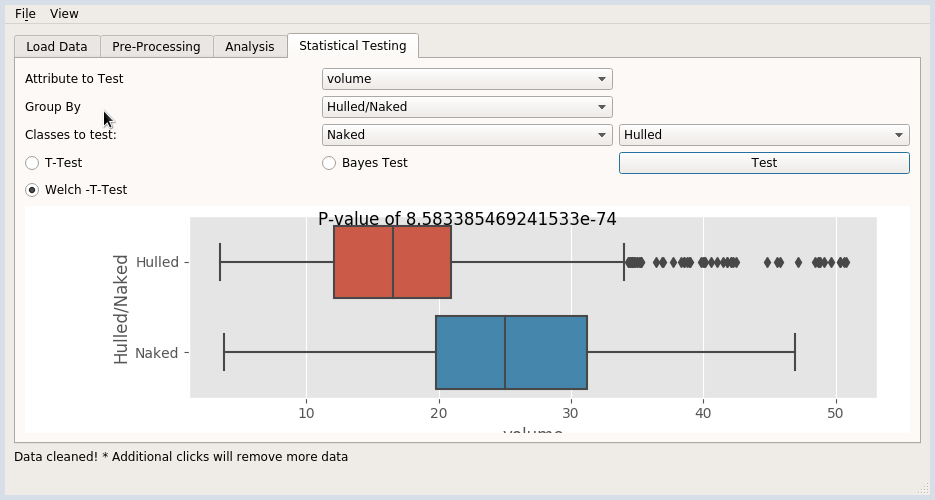 File View
Load Data Pre-Processing Analysis Statistical Testing
Attribute to Test volume
Group By Hulled/Naked
Classes to test: Naked Hulled
T-Test Bayes Test Test
Welch -T-Test
P-value of 8.583385469241533e-74
Hulled/Naked
Hulled
Naked
10 20 30 40 50
volume
Data cleaned! * Additional clicks will remove more data